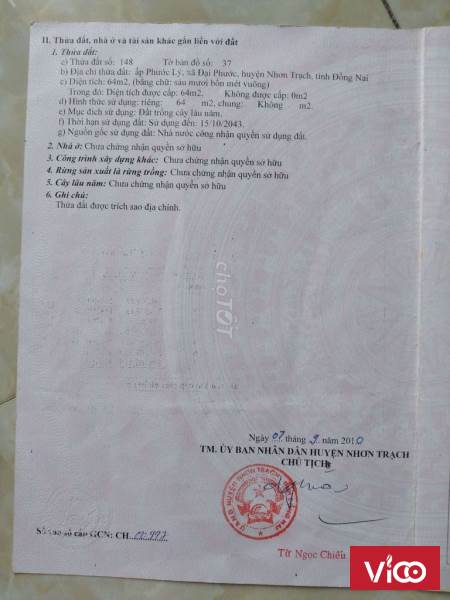 II. Thửa đất, nhà ở và tài sản khác gắn liền với đất
1. Thửa đất:
a) Thửa đất số: 148 Tờ bản đồ số: 37
b) Địa chỉ thửa đất: ấp Phước Lý, xã Đại Phước, huyện Nhơn Trạch, tỉnh Đồng Nai
c) Diện tích: 64m2, (bằng chữ: sáu mươi bốn mét vuông)
Trong đó: Diện tích được cấp: 64m2, Không được cấp: 0m2
d) Hình thức sử dụng: riêng: 64 m2, chung: Không m2
e) Mục đích sử dụng: Đất trồng cây lâu năm.
f) Thời hạn sử dụng đất: Sử dụng đến: 15/10/2043.
g) Nguồn gốc sử dụng đất: Nhà nước công nhận quyền sử dụng đất.
2. Nhà ở: Chưa chứng nhận quyền sở hữu
3. Công trình xây dựng khác: Chưa chứng nhận quyền sở hữu
4. Rừng sản xuất là rừng trồng: Chưa chứng nhận quyền sở hữu
5. Cây lâu năm: Chưa chứng nhận quyền sở hữu
6. Ghi chú:
Thửa đất được trích sao địa chính.
chợTỐT
Ngày 07 tháng 9 năm 2010
TM. ỦY BAN NHÂN DÂN HUYỆN NHƠN TRẠCH
CHỦ TỊCH
U.B.N.D HUYỆN NHƠN TRẠCH
Số vào sổ cấp GCN: CH
Từ Ngọc Chiếu
VICO